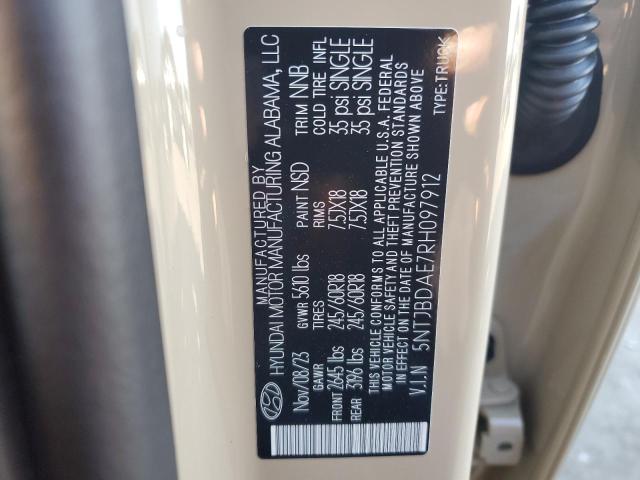 MANUFACTURED BY
HYUNDAI MOTOR MANUFACTURING ALABAMA, LLC
Nov/08/23 GVWR 5610 lbs PAINT NSD TRIM NNB
GAWR TIRES RIMS COLD TIRE INFL
FRONT 2645 lbs 245/60R18 7.5JX18 35 psi SINGLE
REAR 3196 lbs 245/60R18 7.5JX18 35 psi SINGLE
THIS VEHICLE CONFORMS TO ALL APPLICABLE U.S.A. FEDERAL
MOTOR VEHICLE SAFETY AND THEFT PREVENTION STANDARDS
IN EFFECT ON THE DATE OF MANUFACTURE SHOWN ABOVE
V.I.N 5NTJBDAE7RH097912 TYPE:TRUCK